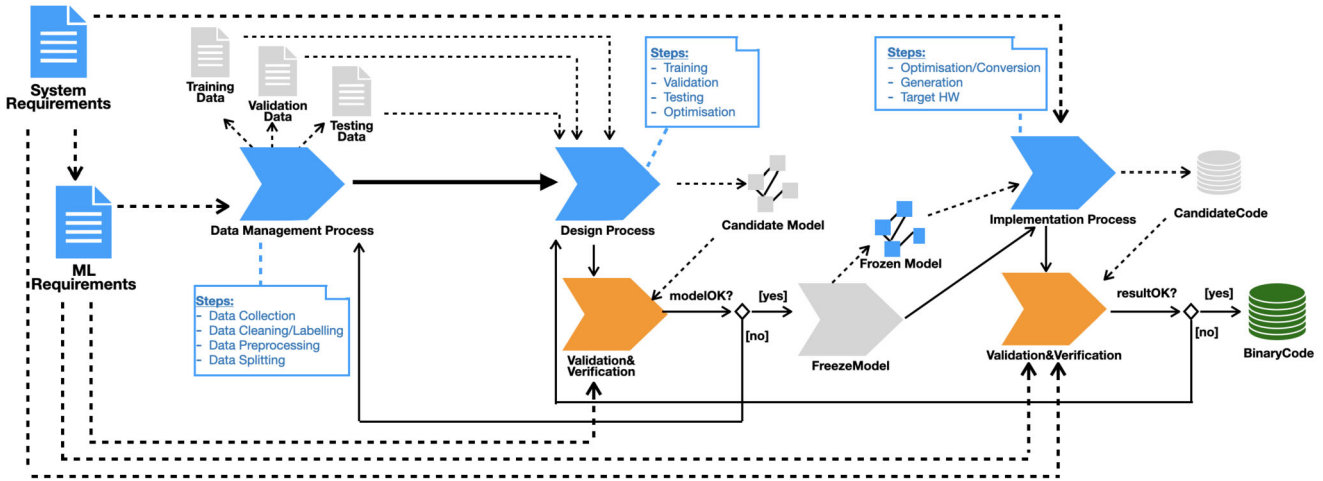 System
Requirements
Training
Data
Validation
Data
Testing
Data
Steps:
- Training
- Validation
- Testing
- Optimisation
Steps:
- Optimisation/Conversion
- Generation
- Target HW
ML
Requirements
Data Management Process
Design Process
Candidate Model
Implementation Process
CandidateCode
Frozen Model
Steps:
- Data Collection
- Data Cleaning/Labelling
- Data Preprocessing
- Data Splitting
modelOK?
[yes]
[no]
Validation&
Verification
FreezeModel
resultOK?
[yes]
[no]
Validation&Verification
BinaryCode